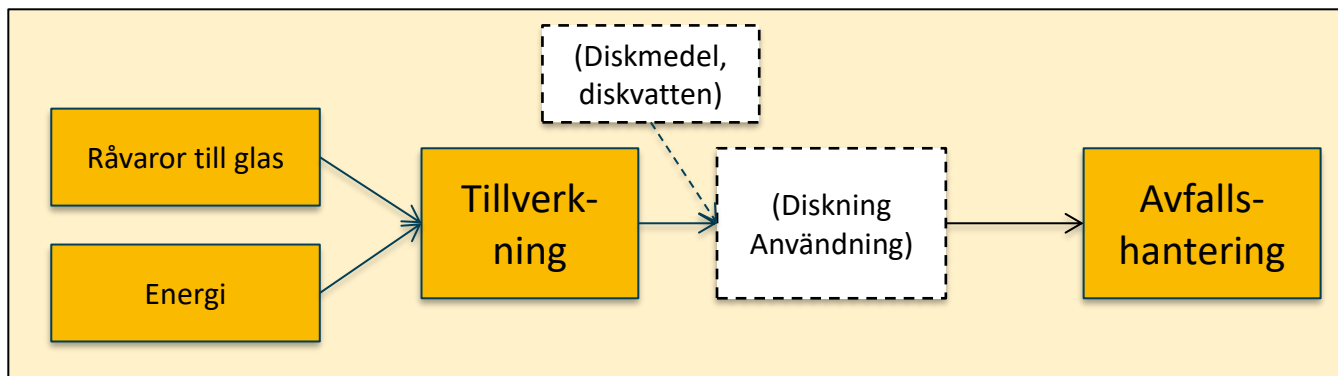 (Diskmedel,
diskvatten)
Råvaror till glas
Energi
Tillverk-
ning
(Diskning
Användning)
Avfalls-
hantering